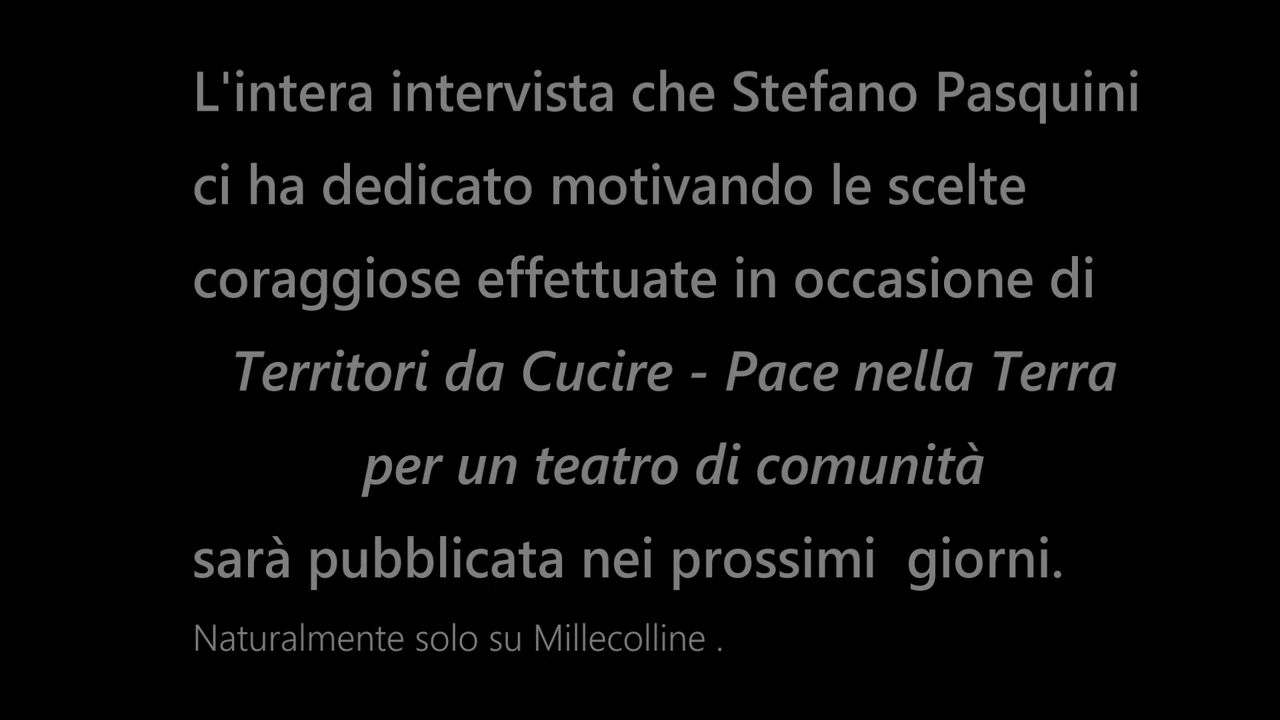 L'intera intervista che Stefano Pasquini
ci ha dedicato motivando le scelte
coraggiose effettuate in occasione di
Territori da Cucire - Pace nella Terra
per un teatro di comunità
sarà pubblicata nei prossimi  giorni.
Naturalmente solo su Millecolline .